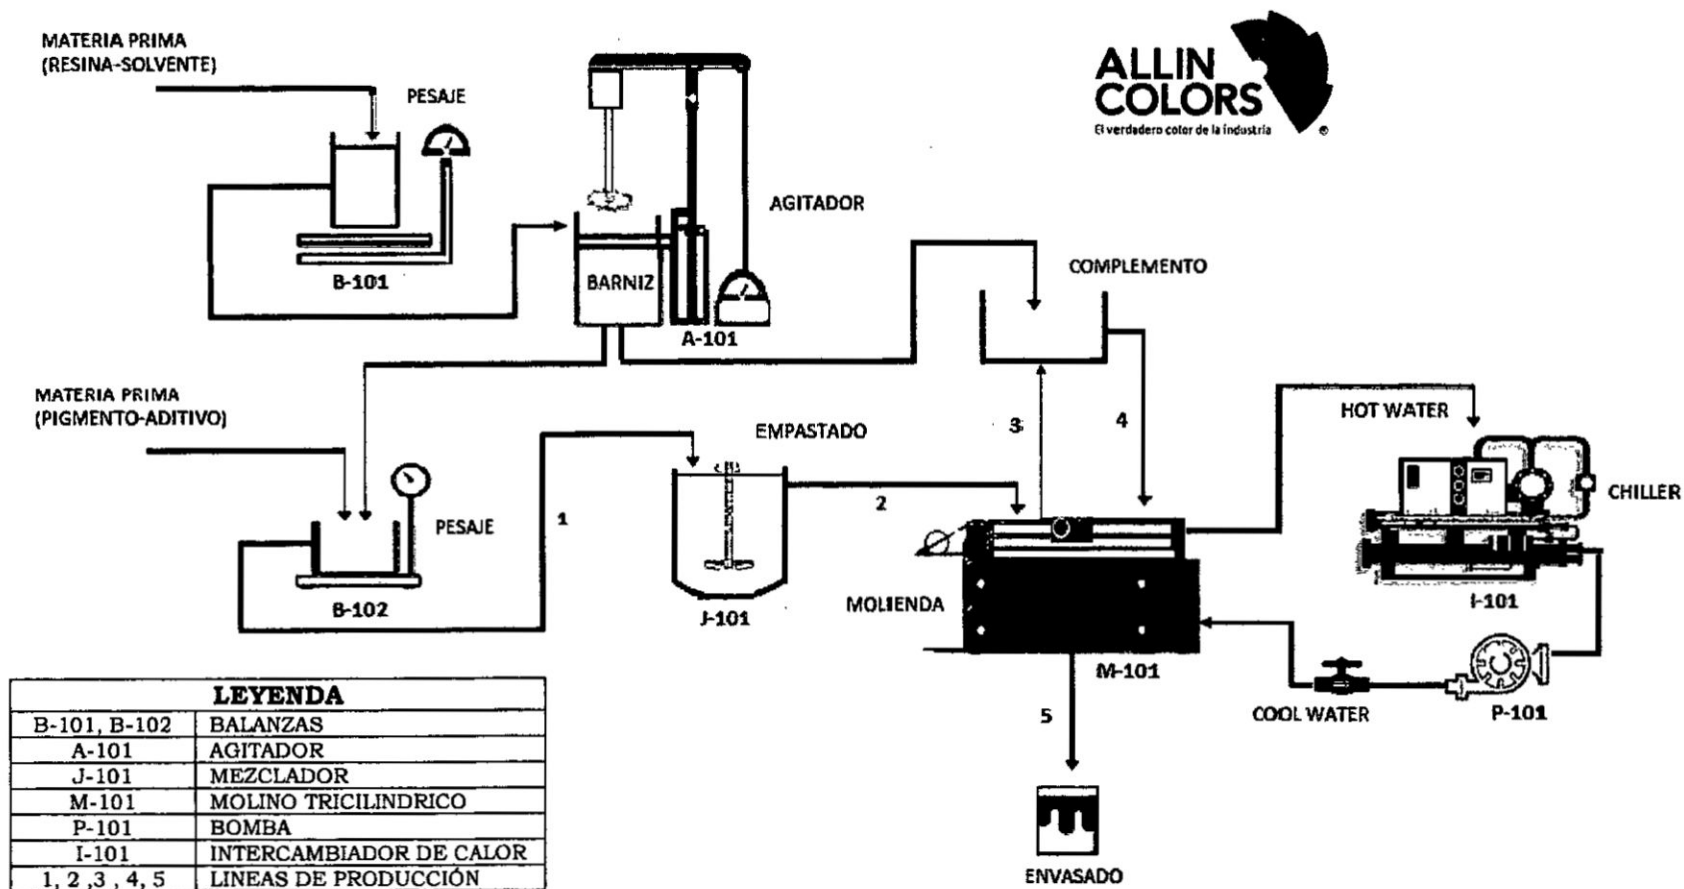 MATERIA PRIMA
(RESINA-SOLVENTE)
PESAJE
B-101
BARNIZ
AGITADOR
A-101
ALLIN
COLORS
El verdadero color de la industria
®
COMPLEMENTO
MATERIA PRIMA
(PIGMENTO-ADITIVO)
PESAJE
B-102
1
EMPASTADO
J-101
2
3
4
HOT WATER
CHILLER
I-101
MOLIENDA
M-101
COOL WATER
P-101
5
ENVASADO
LEYENDA
B-101, B-102 BALANZAS
A-101 AGITADOR
J-101 MEZCLADOR
M-101 MOLINO TRICILINDRICO
P-101 BOMBA
I-101 INTERCAMBIADOR DE CALOR
1, 2 ,3 , 4, 5 LINEAS DE PRODUCCIÓN